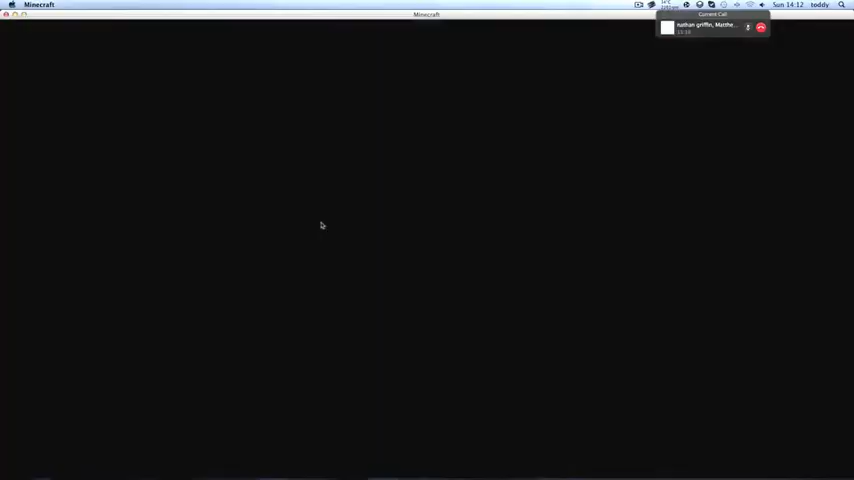 Minecraft
Sun 14:12 toddy
Minecraft
Current Call
nathan griffin, Matthe...